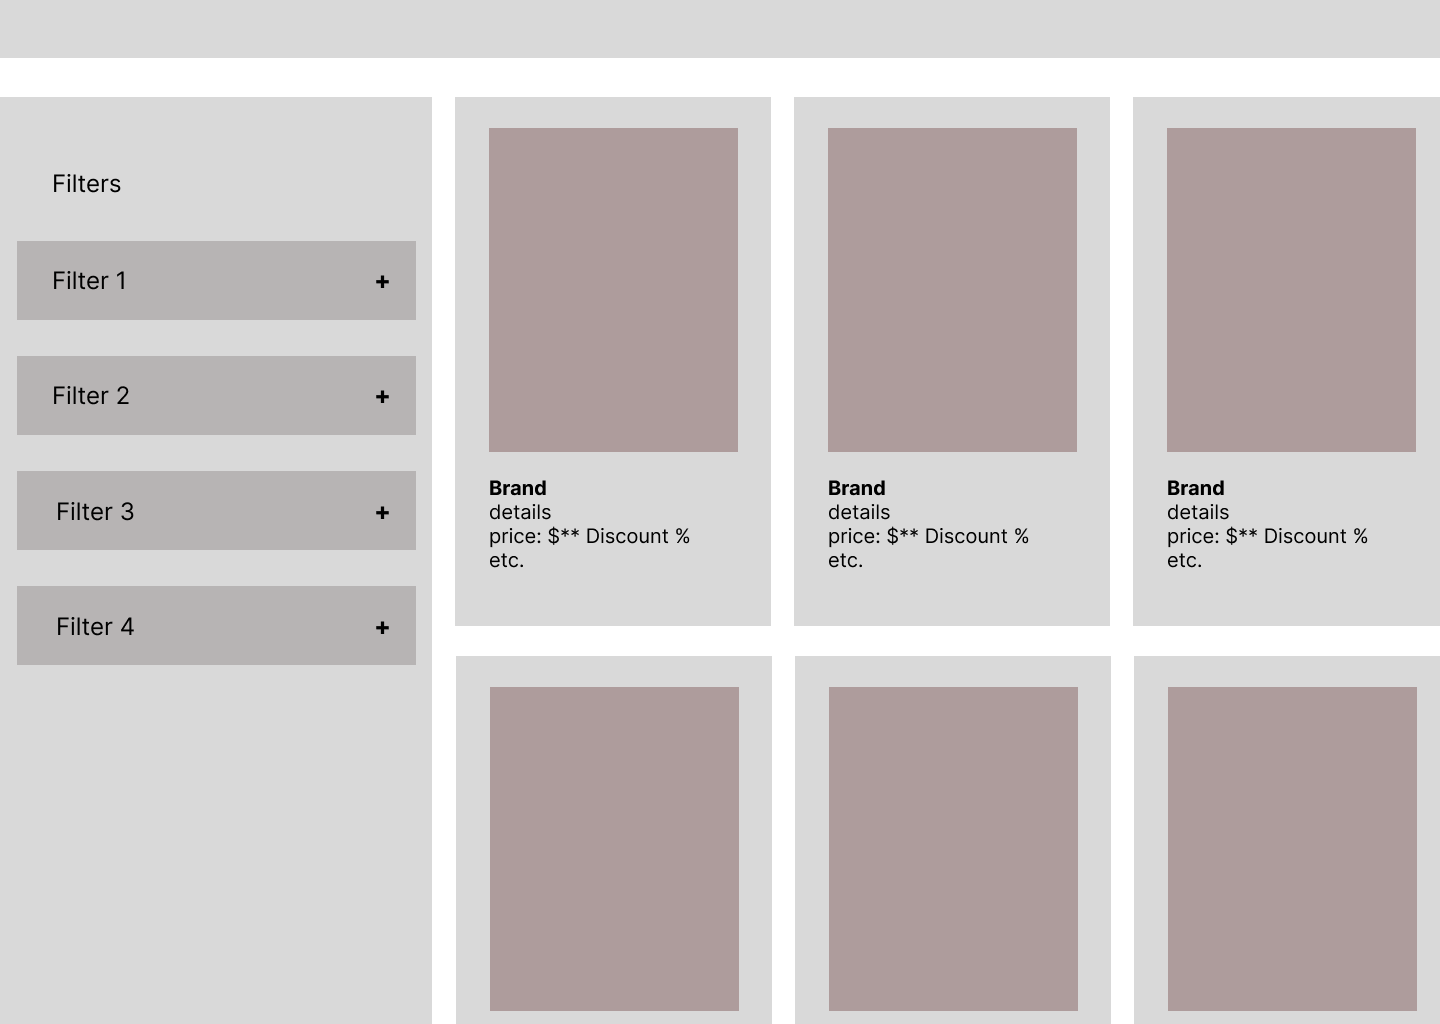 Filters
Filter 1 +
Filter 2 +
Filter 3 +
Filter 4 +
Brand
details
price: $** Discount %
etc.
Brand
details
price: $** Discount %
etc.
Brand
details
price: $** Discount %
etc.